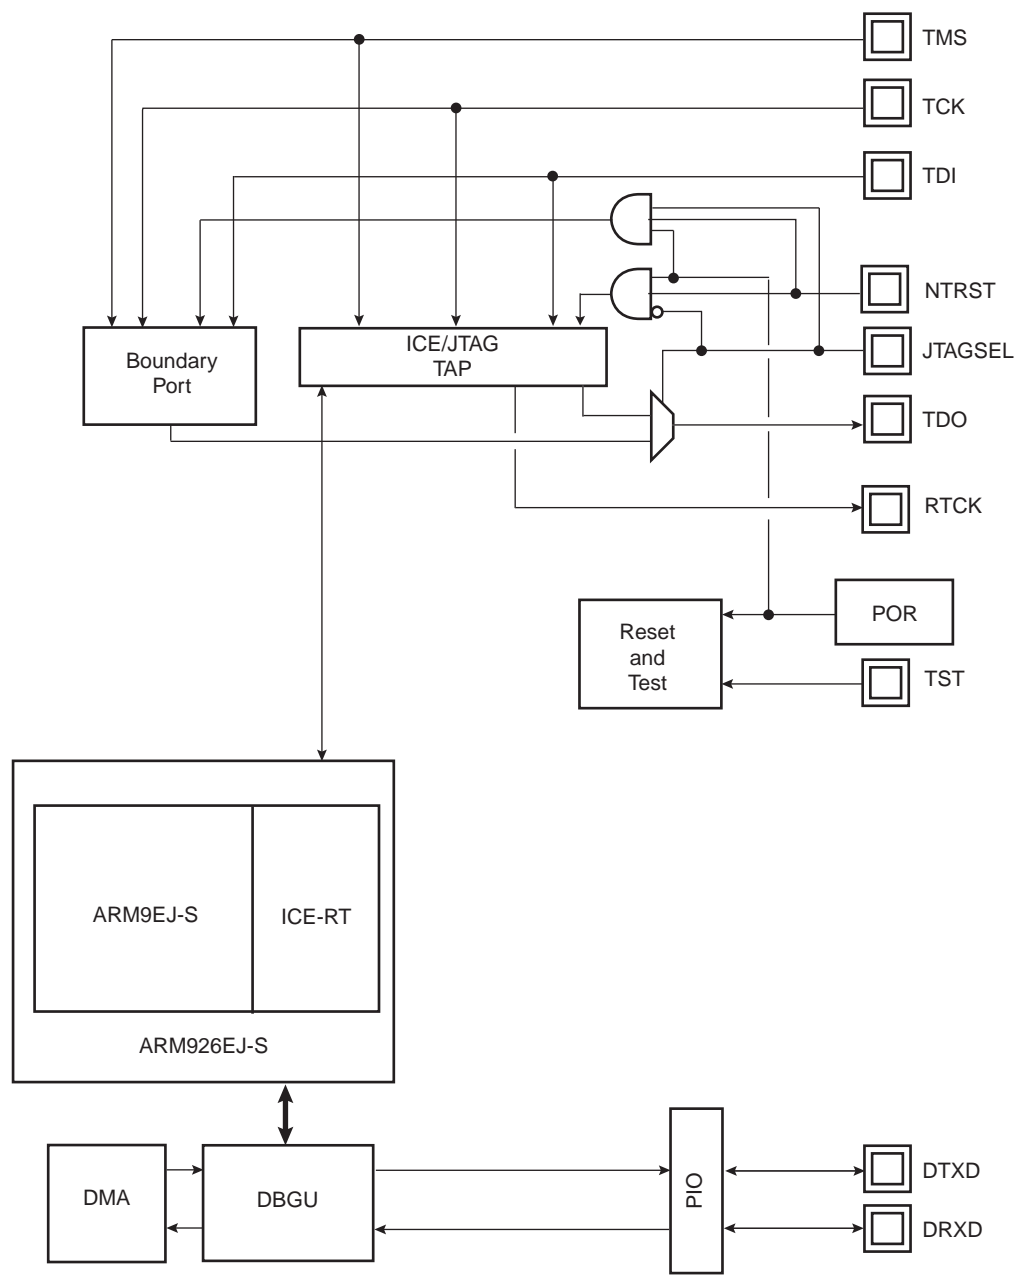 TMS
TCK
TDI
NTRST
JTAGSEL
Boundary
Port
ICE/JTAG
TAP
TDO
RTCK
POR
Reset
and
Test
TST
ARM9EJ-S
ICE-RT
ARM926EJ-S
DMA
DBGU
PIO
DTXD
DRXD